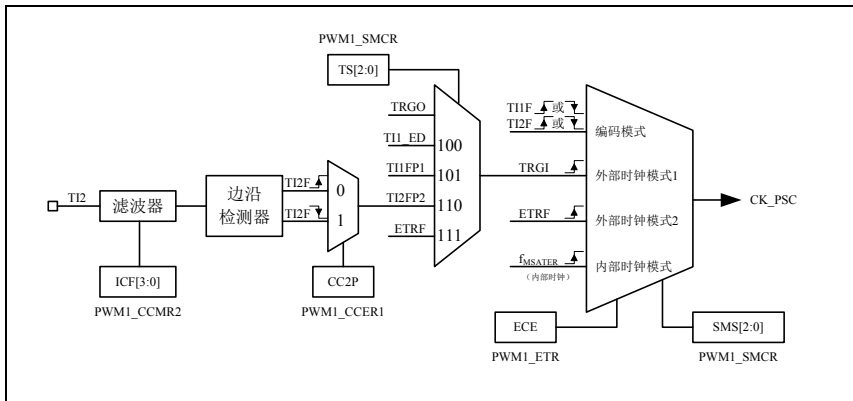 PWM1_SMCR
TS[2:0]
TRGO
TI1_ED
100
TI1FP1
101
TI2FP2
110
ETRF
111
TI2
滤波器
边沿
检测器
TI2F
0
TI2F
1
ICF[3:0]
PWM1_CCMR2
CC2P
PWM1_CCER1
TI1F 或
TI2F 或
编码模式
TRGI
外部时钟模式1
ETRF
外部时钟模式2
fMSATER
(内部时钟)
内部时钟模式
CK_PSC
ECE
PWM1_ETR
SMS[2:0]
PWM1_SMCR